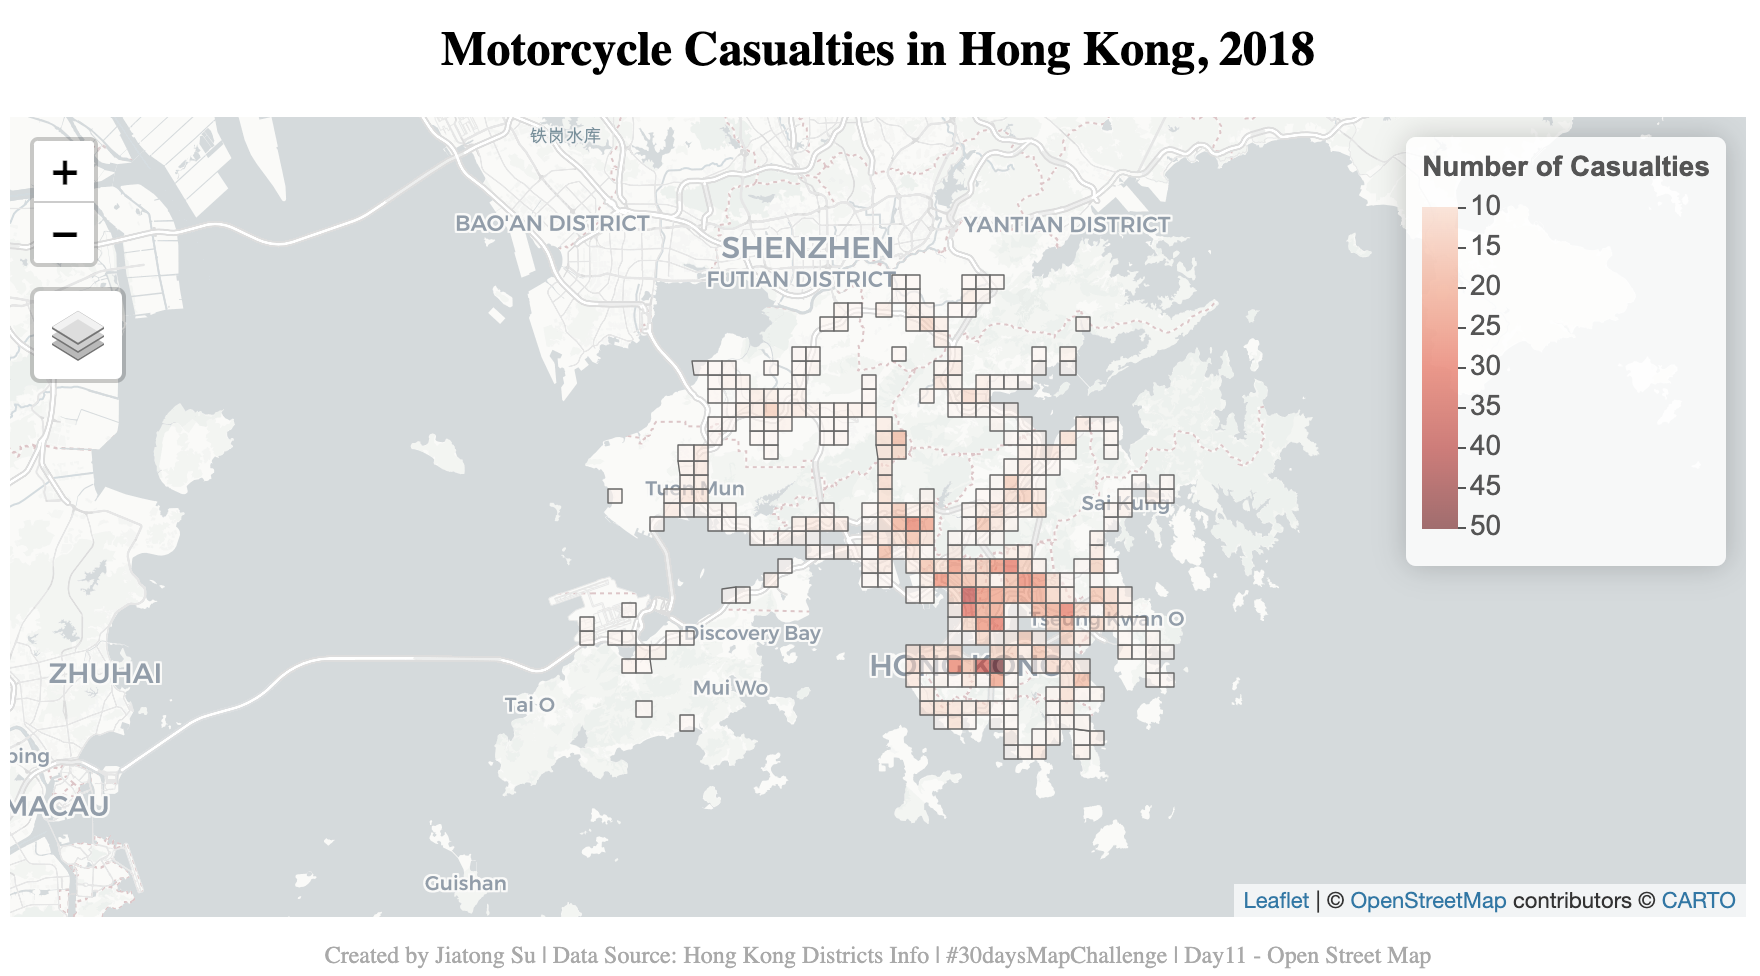 Motorcycle Casualties in Hong Kong, 2018
+
−
铁岗水库
BAO'AN DISTRICT
YANTIAN DISTRICT
SHENZHEN
FUTIAN DISTRICT
Number of Casualties
10
15
20
25
30
35
40
45
50
Tuen Mun
Sai Kung
Tseung Kwan O
Discovery Bay
HONG KONG
ZHUHAI
Mui Wo
Tai O
ping
MACAU
Guishan
Leaflet | © OpenStreetMap contributors © CARTO
Created by Jiatong Su | Data Source: Hong Kong Districts Info | #30daysMapChallenge | Day11 - Open Street Map